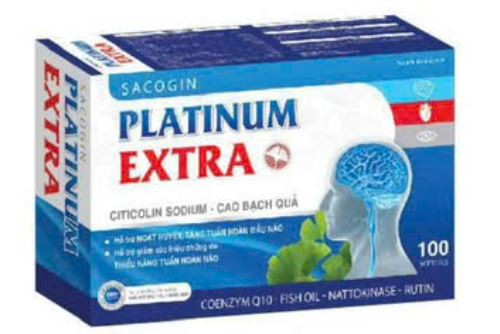 SACOGIN
PLATINUM
EXTRA
CITICOLIN SODIUM - CAO BẠCH QUẢ
• Hỗ trợ HOẠT HUYẾT, TĂNG TUẦN HOÀN MÁU NÃO
• Hỗ trợ giảm các triệu chứng do
THIỂU NĂNG TUẦN HOÀN NÃO
100
SOFTGELS
COENZYM Q10 - FISH OIL - NATTOKINASE - RUTIN
SACOGIN
PLATINUM
EXTRA